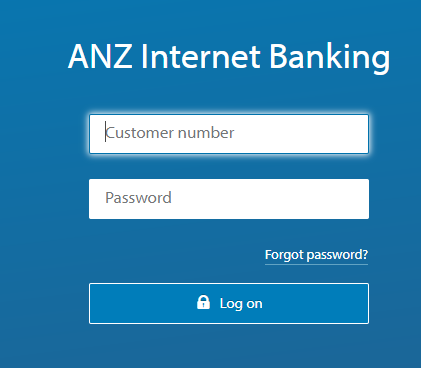 ANZ Internet Banking
Customer number
Password
Forgot password?
Log on